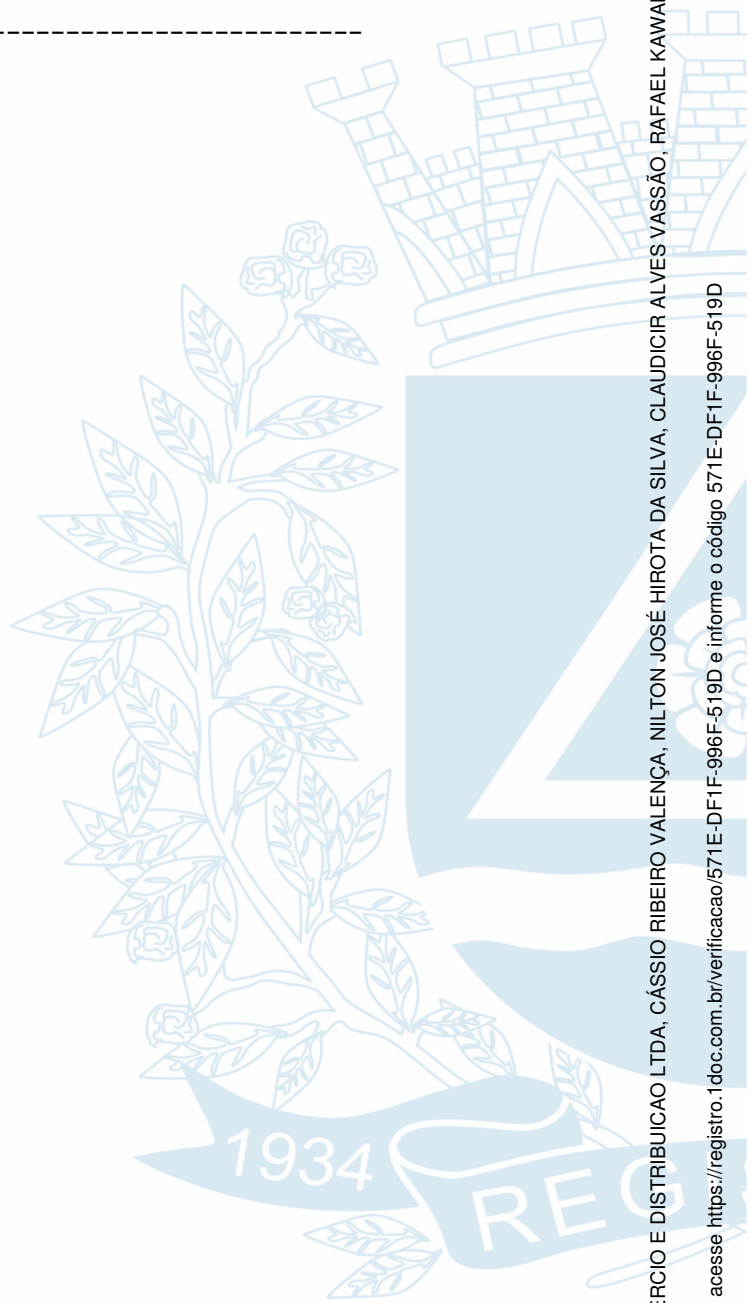 ERCIO E DISTRIBUICAO LTDA, CÁSSIO RIBEIRO VALENÇA, NILTON JOSÉ HIROTA DA SILVA, CLAUDICIR ALVES VASSÃO, RAFAEL
acesse https://registro.1doc.com.br/verificacao/571E-DF1F-996F-519D e informe o código 571E-DF1F-996F-519D
1934
REG